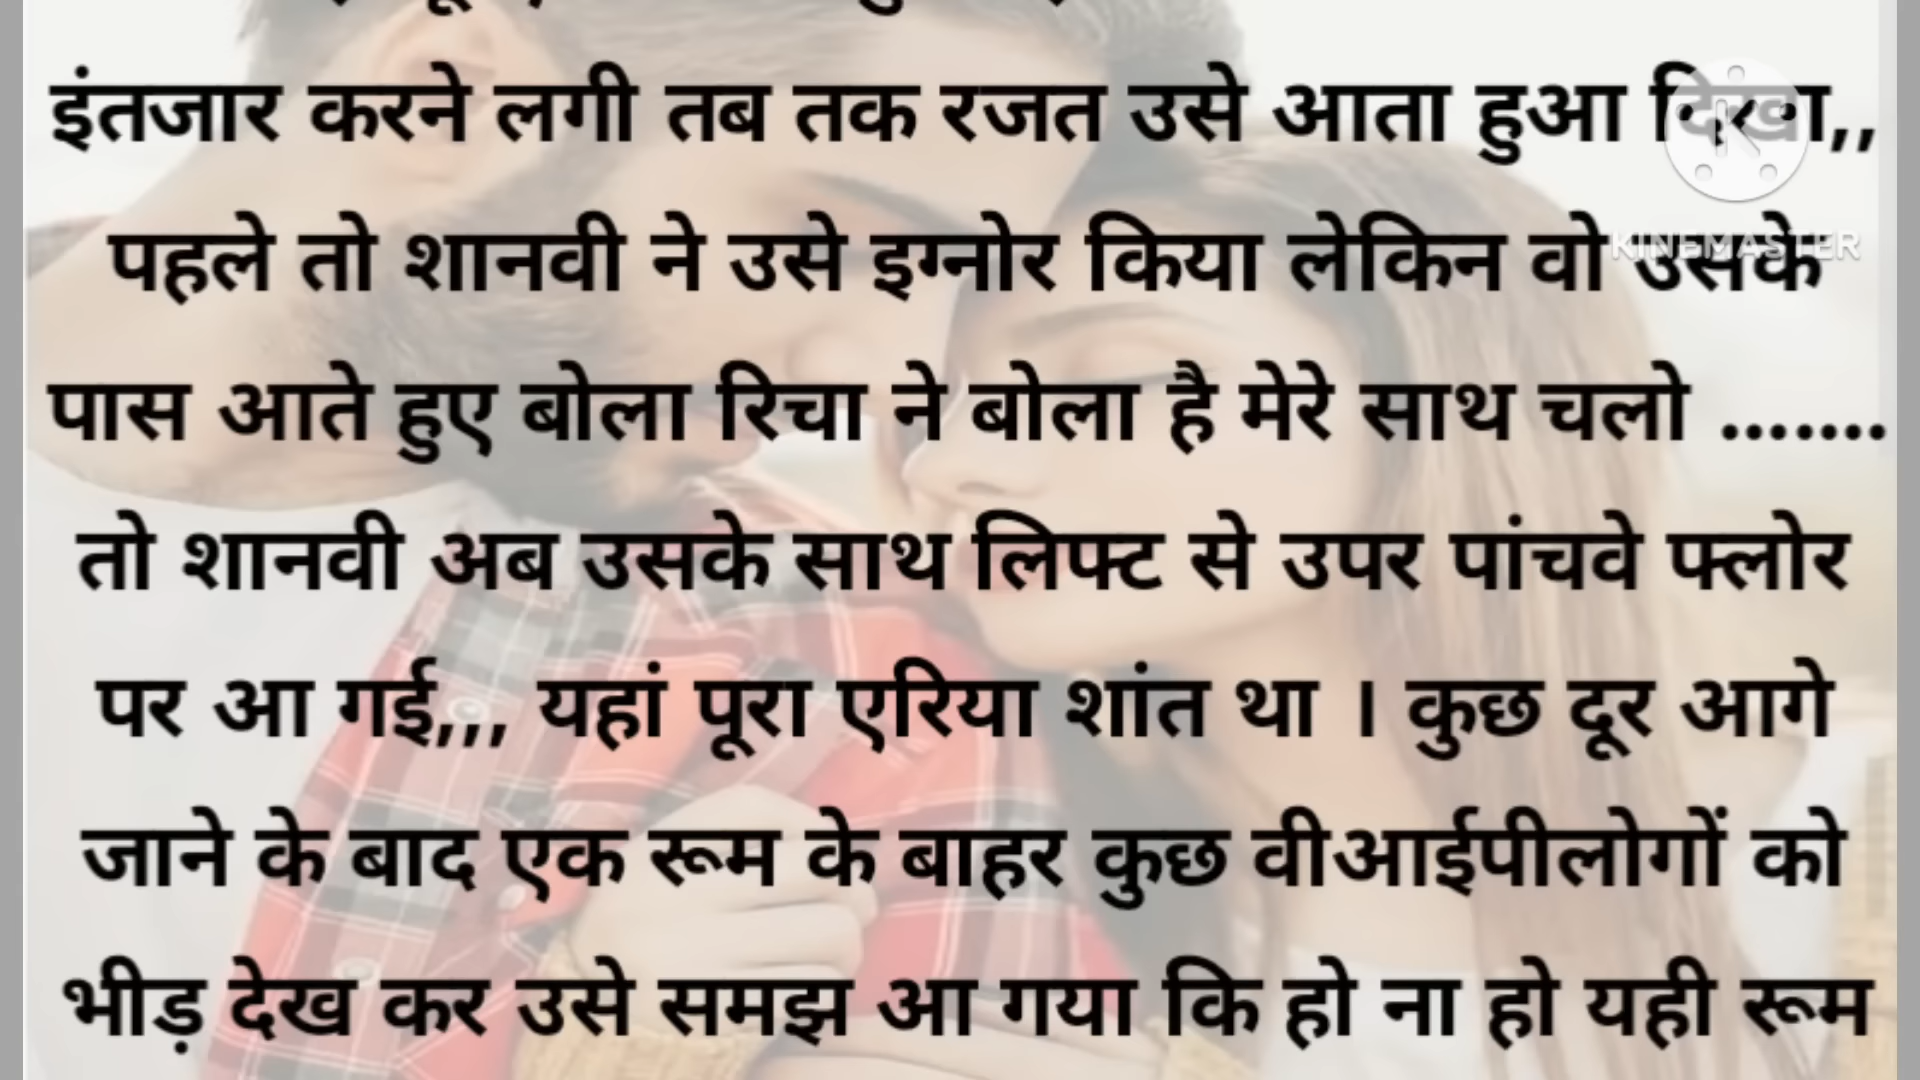 इंतजार करने लगी तब तक रजत उसे आता हुआ दिखा,,
पहले तो शानवी ने उसे इग्नोर किया लेकिन वो उसके
KINEMASTER
पास आते हुए बोला रिचा ने बोला है मेरे साथ चलो .......
तो शानवी अब उसके साथ लिफ्ट से उपर पांचवे फ्लोर
पर आ गई,,, यहां पूरा एरिया शांत था । कुछ दूर आगे
जाने के बाद एक रूम के बाहर कुछ वीआईपीलोगों को
भीड़ देख कर उसे समझ आ गया कि हो ना हो यही रूम